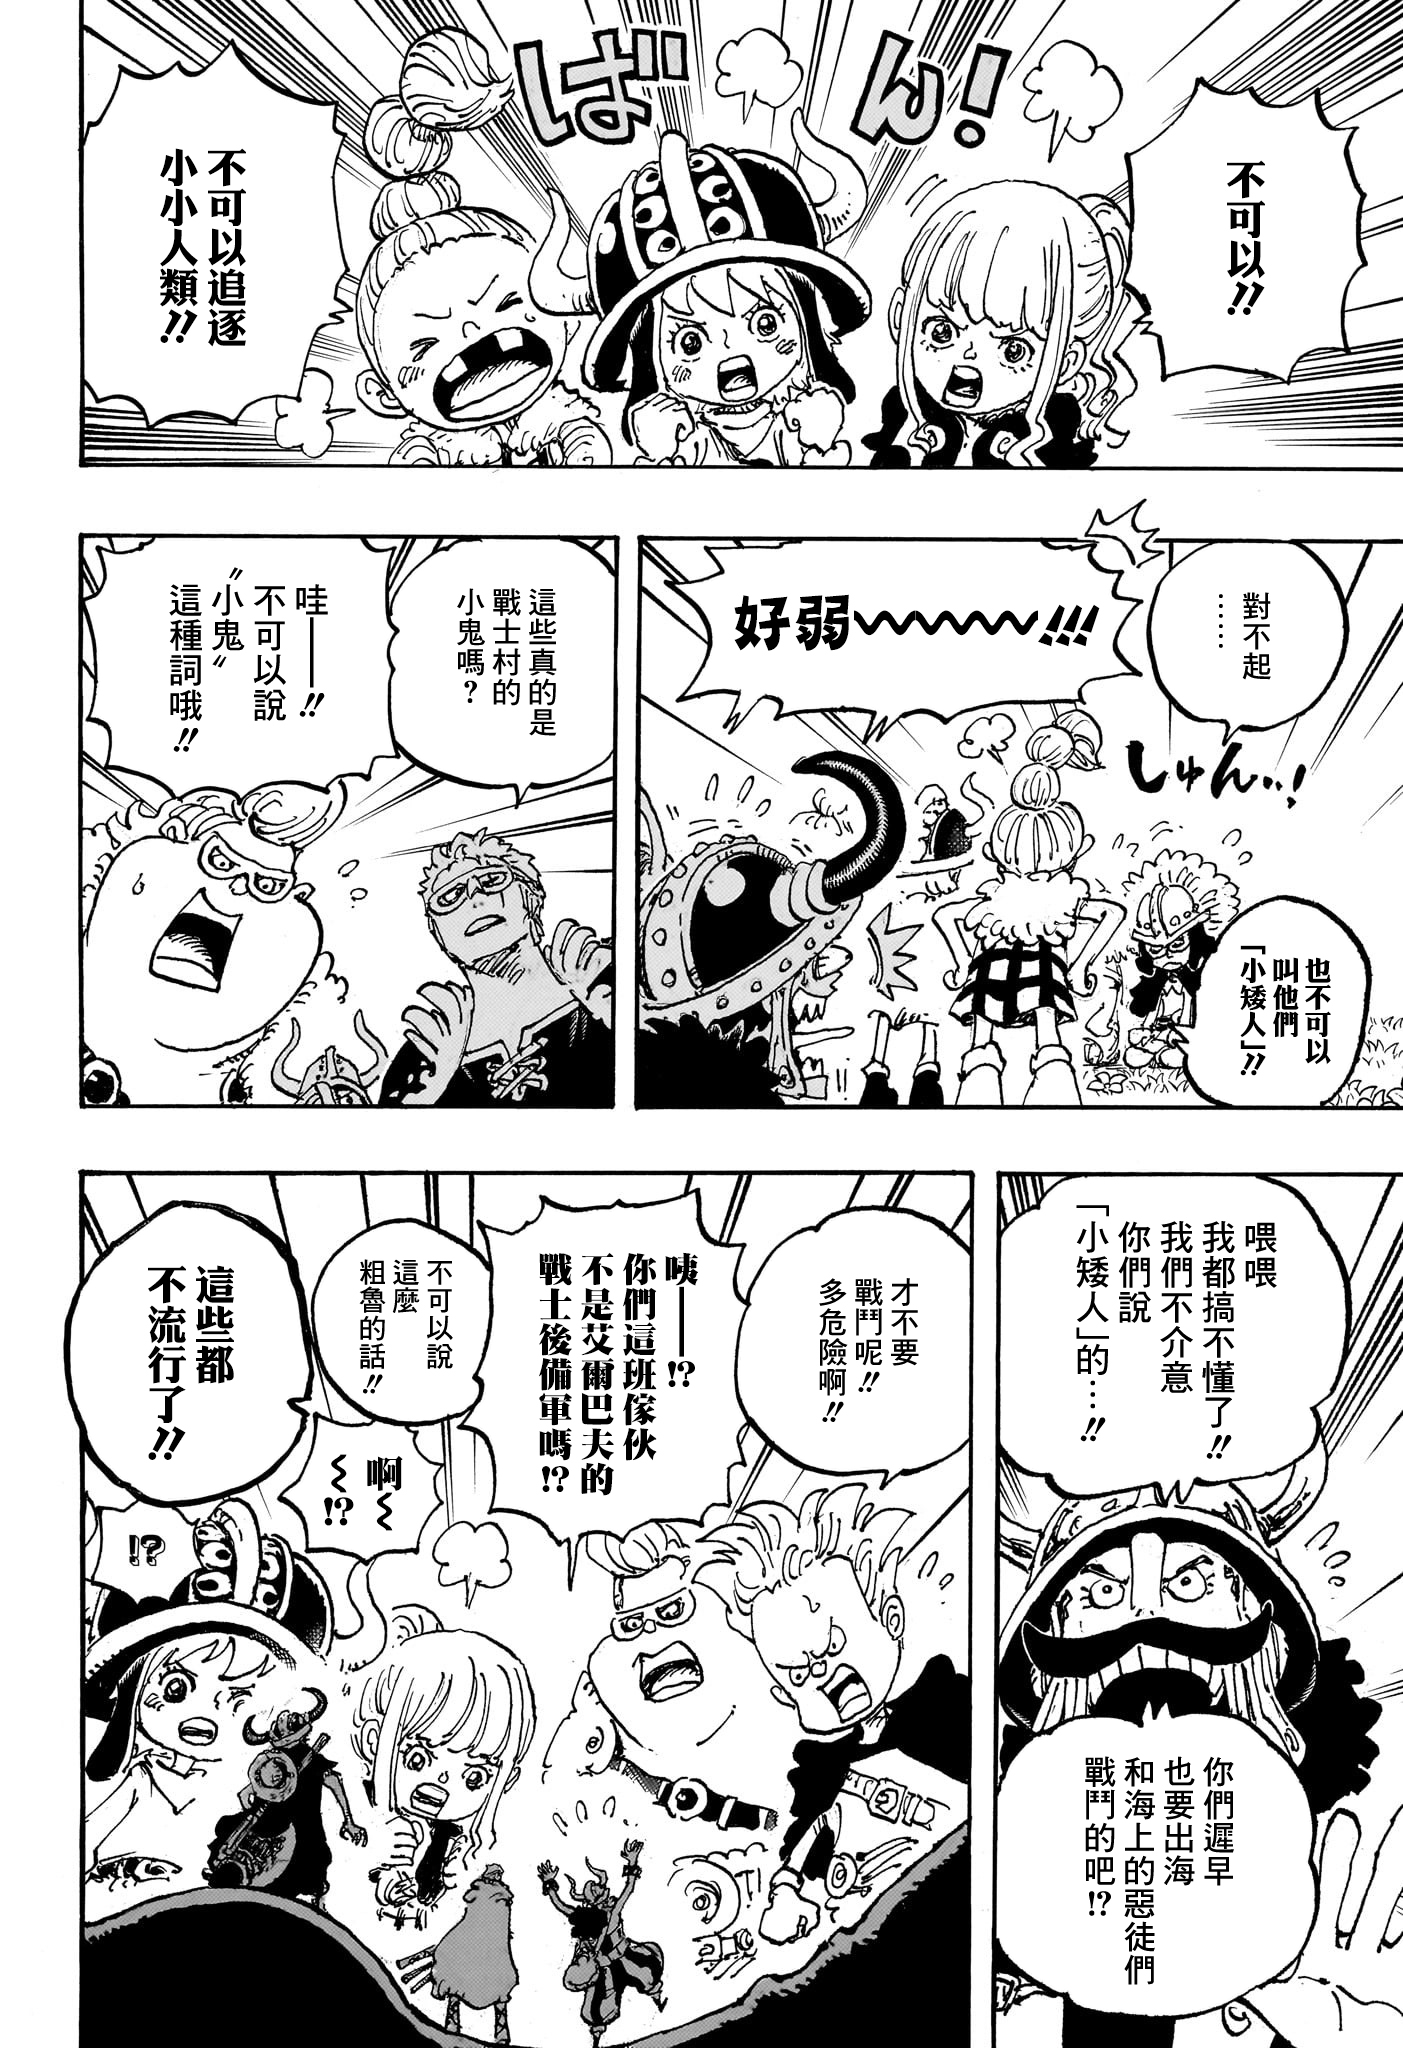 ばん!
不可以!!
不可以追逐
小小人類!!
對不起
……
しゅん…!
也不可以
叫他們
「小矮人」!!
好弱~~~~!!!
!!
這些真的是
戰士村的
小鬼嗎?
哇——!!
不可以說
"小鬼"
這種詞哦!!
喂喂
我都搞不懂了!!
我們不介意
你們說
「小矮人」的…!!
你們遲早
也要出海
和海上的惡徒們
戰鬥的吧!?
才不要
戰鬥呢!!
多危險啊!!
咦——!?
你們這班傢伙
不是艾爾巴夫的
戰士後備軍嗎!?
不可以說
這麼
粗魯的話!!
啊~
~!?
這些都
不流行了!!
!?